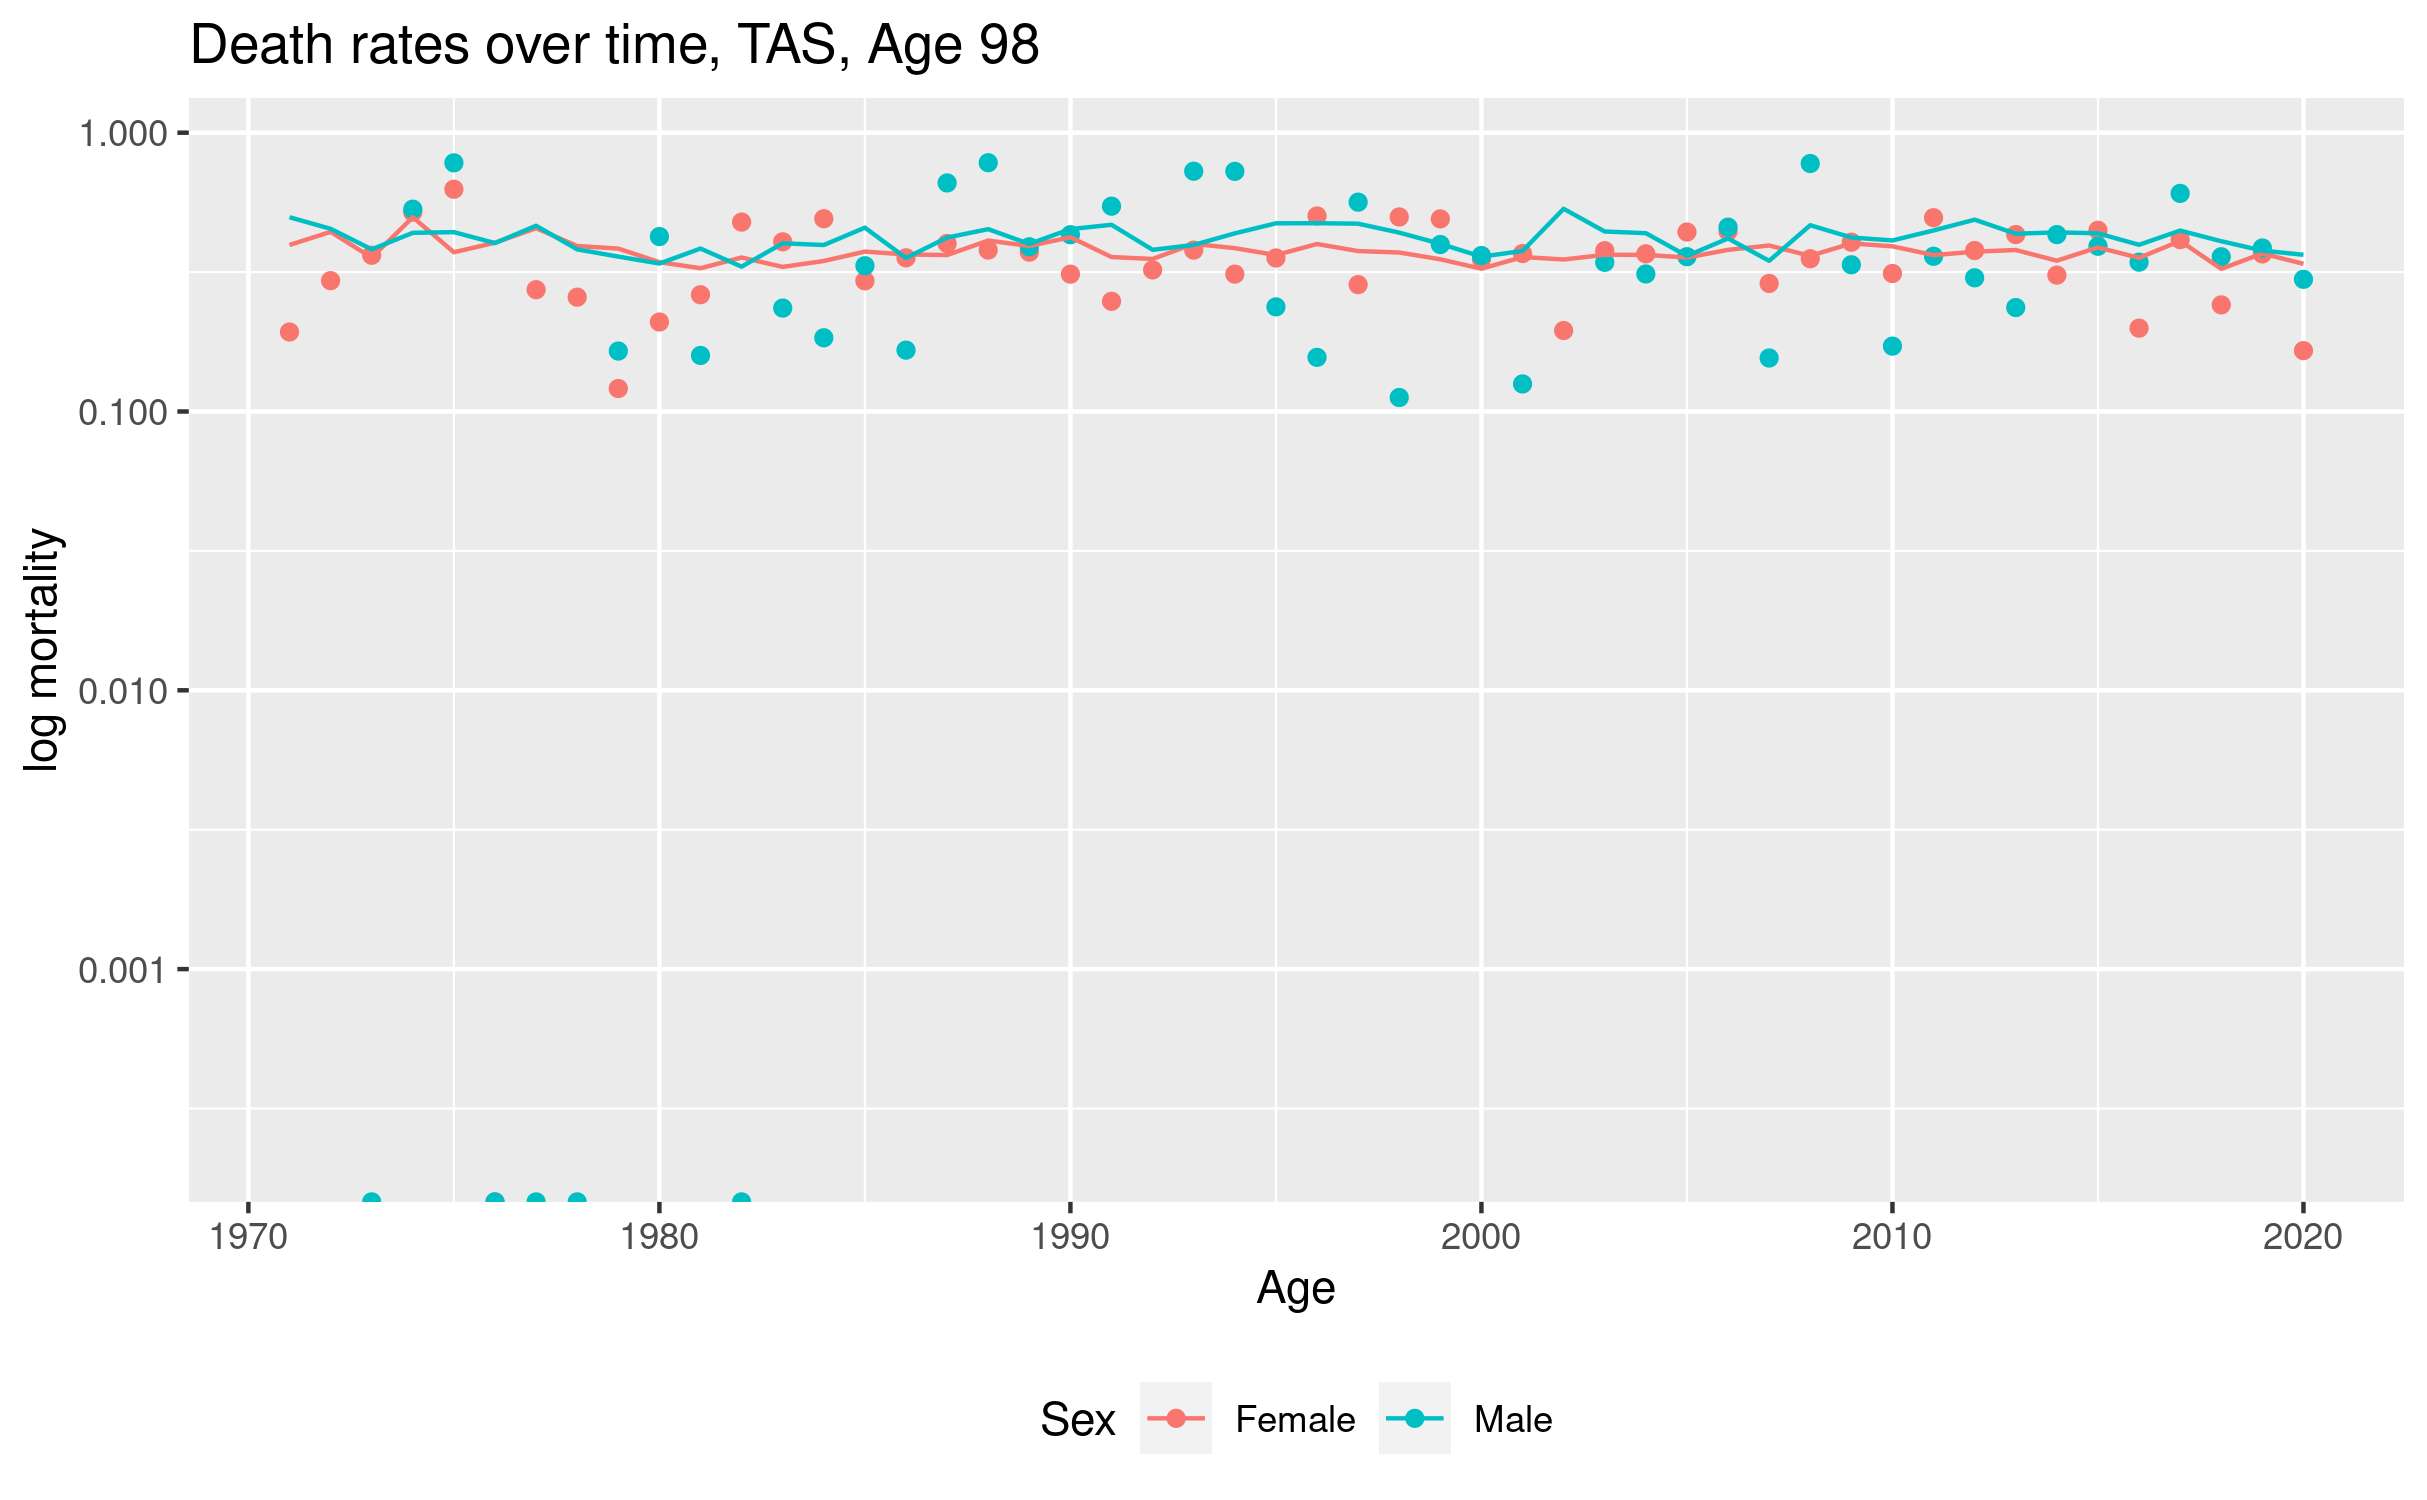 Death rates over time, TAS, Age 98
log mortality
1.000
0.100
0.010
0.001
1970 1980 1990 2000 2010 2020
Age
Sex Female Male